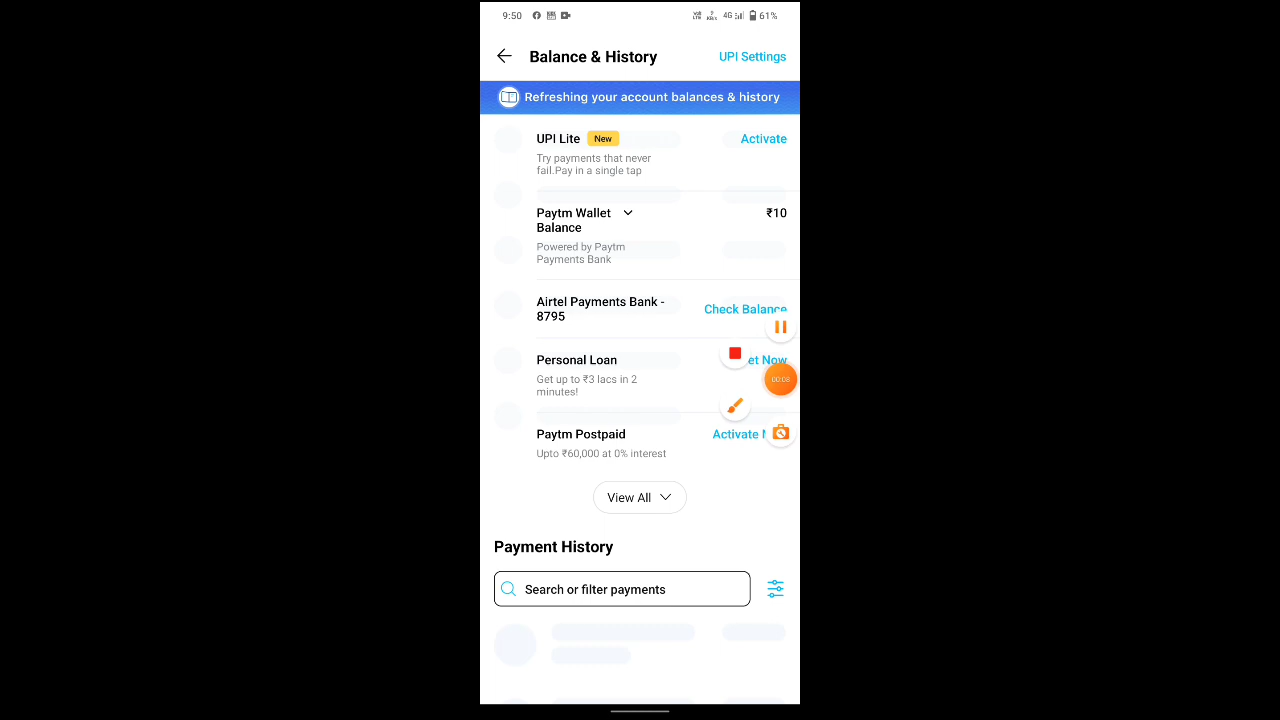 9:50
4G
61%
Balance & History
UPI Settings
Refreshing your account balances & history
UPI Lite
New
Activate
Try payments that never
fail.Pay in a single tap
Paytm Wallet
Balance
₹10
Powered by Paytm
Payments Bank
Airtel Payments Bank -
8795
Check Balance
Personal Loan
et Now
Get up to ₹3 lacs in 2
minutes!
Paytm Postpaid
Activate
Upto ₹60,000 at 0% interest
View All
Payment History
Search or filter payments